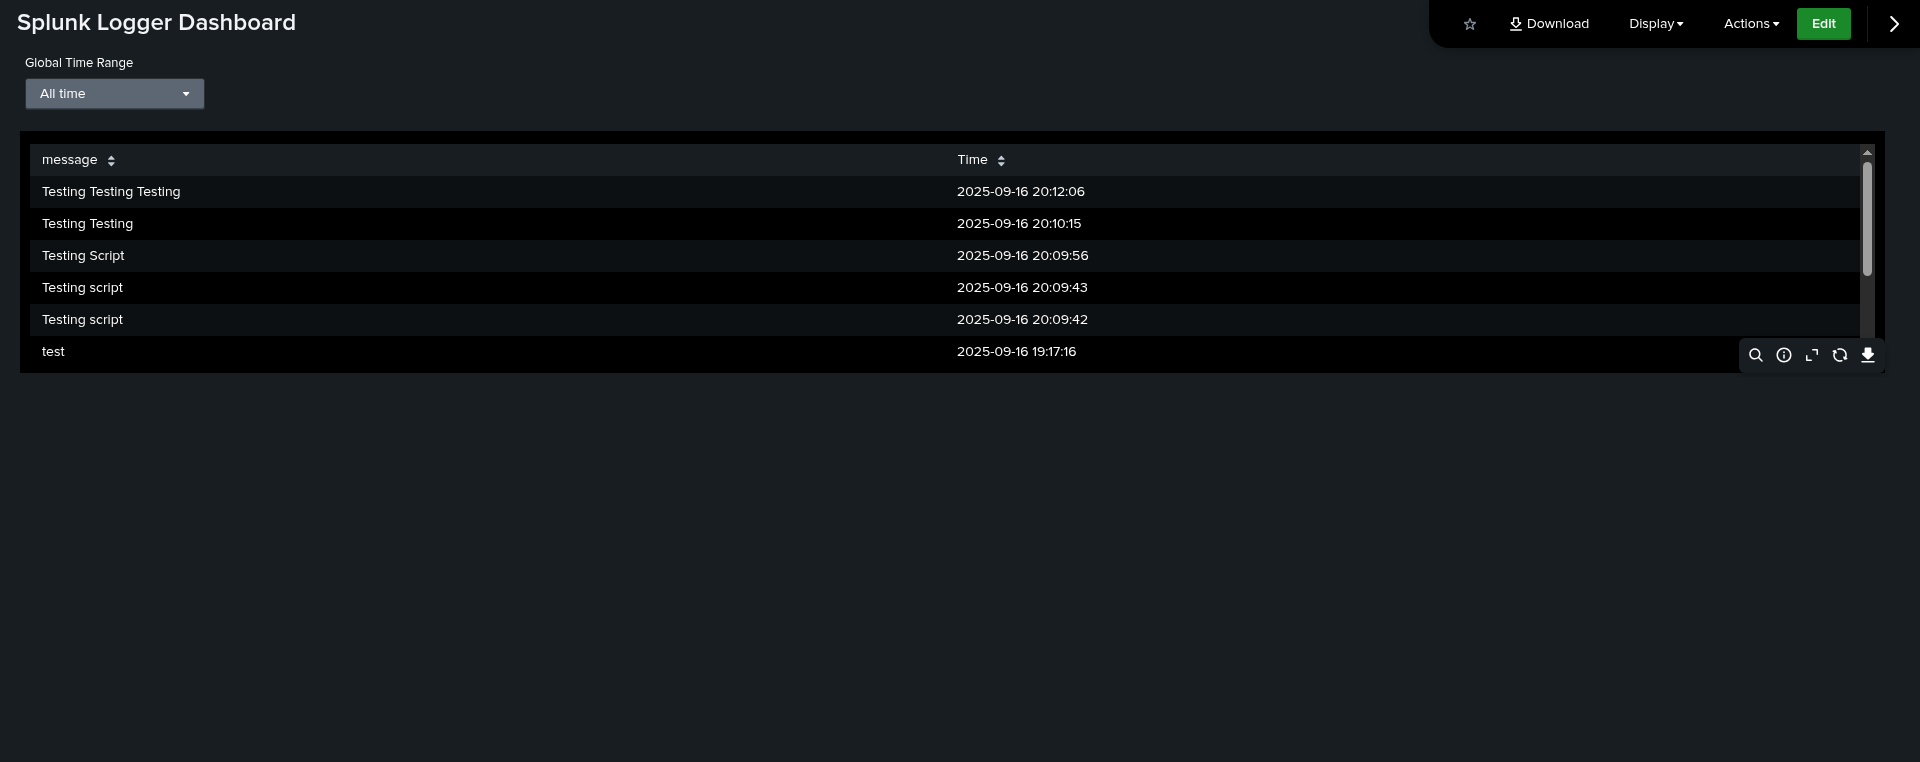 Splunk Logger Dashboard
Download Display Actions Edit
Global Time Range
All time
message Time
Testing Testing Testing 2025-09-16 20:12:06
Testing Testing 2025-09-16 20:10:15
Testing Script 2025-09-16 20:09:56
Testing script 2025-09-16 20:09:43
Testing script 2025-09-16 20:09:42
test 2025-09-16 19:17:16